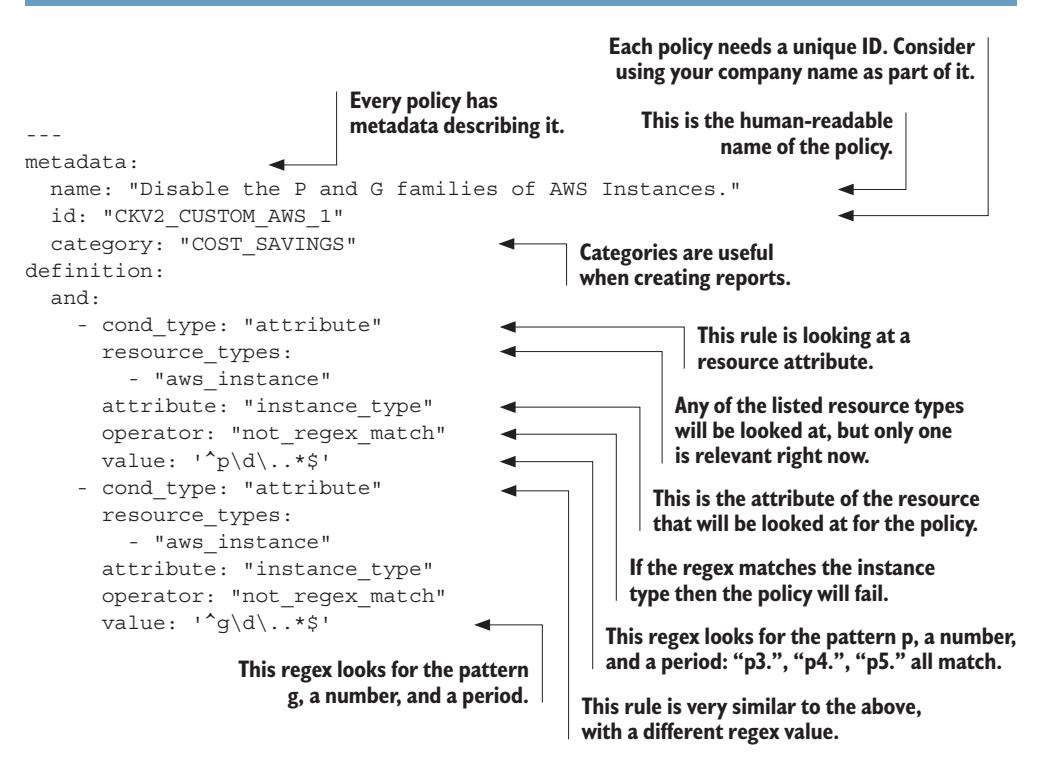 Each policy needs a unique ID. Consider
using your company name as part of it.
Every policy has
metadata describing it.
This is the human-readable
name of the policy.
---
metadata:
  name: "Disable the P and G families of AWS Instances."
  id: "CKV2_CUSTOM_AWS_1"
  category: "COST_SAVINGS"
Categories are useful
when creating reports.
definition:
  and:
    - cond_type: "attribute"
      resource_types:
        - "aws_instance"
      attribute: "instance_type"
      operator: "not_regex_match"
      value: '^p\d\..*$'
    - cond_type: "attribute"
      resource_types:
        - "aws_instance"
      attribute: "instance_type"
      operator: "not_regex_match"
      value: '^g\d\..*$'
This rule is looking at a
resource attribute.
Any of the listed resource types
will be looked at, but only one
is relevant right now.
This is the attribute of the resource
that will be looked at for the policy.
If the regex matches the instance
type then the policy will fail.
This regex looks for the pattern p, a number,
and a period: “p3.”, “p4.”, “p5.” all match.
This regex looks for the pattern
g, a number, and a period.
This rule is very similar to the above,
with a different regex value.